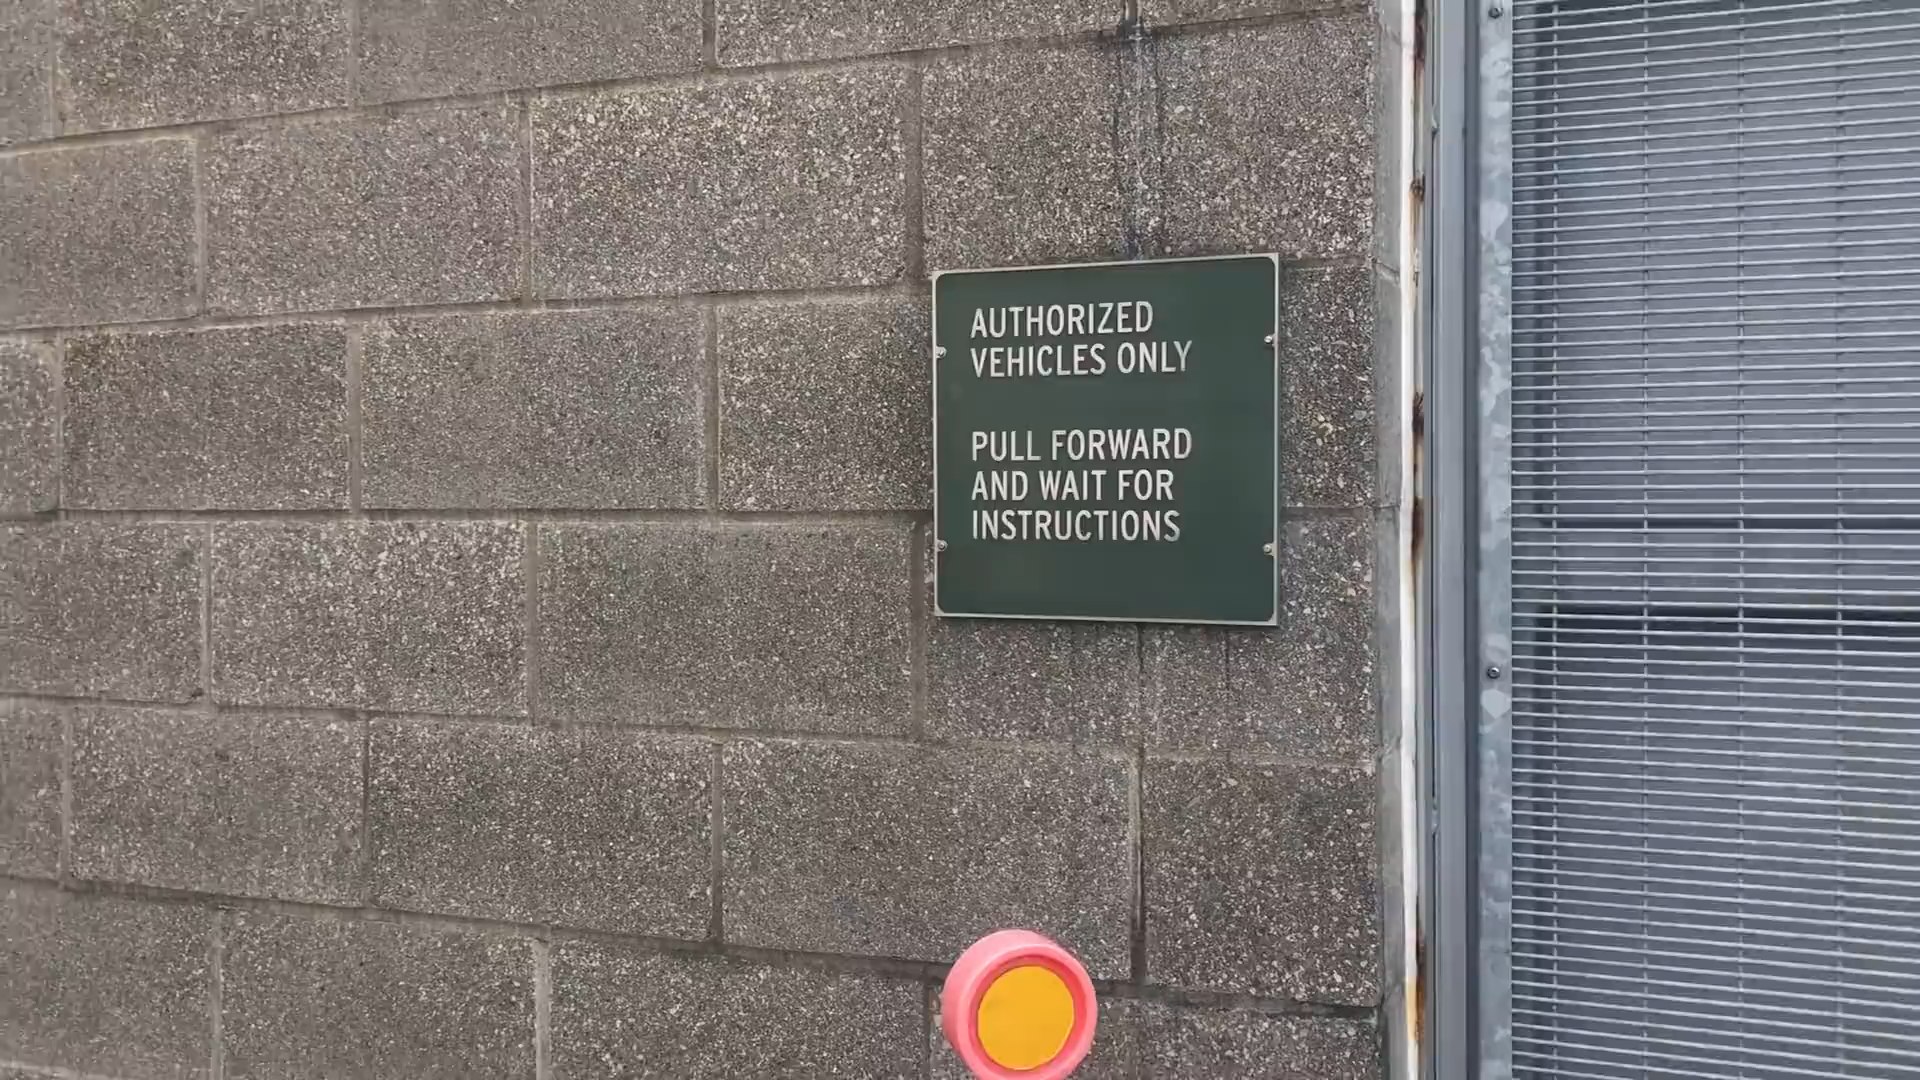 AUTHORIZED
VEHICLES ONLY
PULL FORWARD
AND WAIT FOR
INSTRUCTIONS